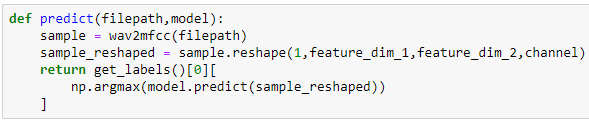 def predict(filepath,model):
    sample = wav2mfcc(filepath)
    sample_reshaped = sample.reshape(1,feature_dim_1,feature_dim_2,channel)
    return get_labels()[0][
        np.argmax(model.predict(sample_reshaped))
    ]